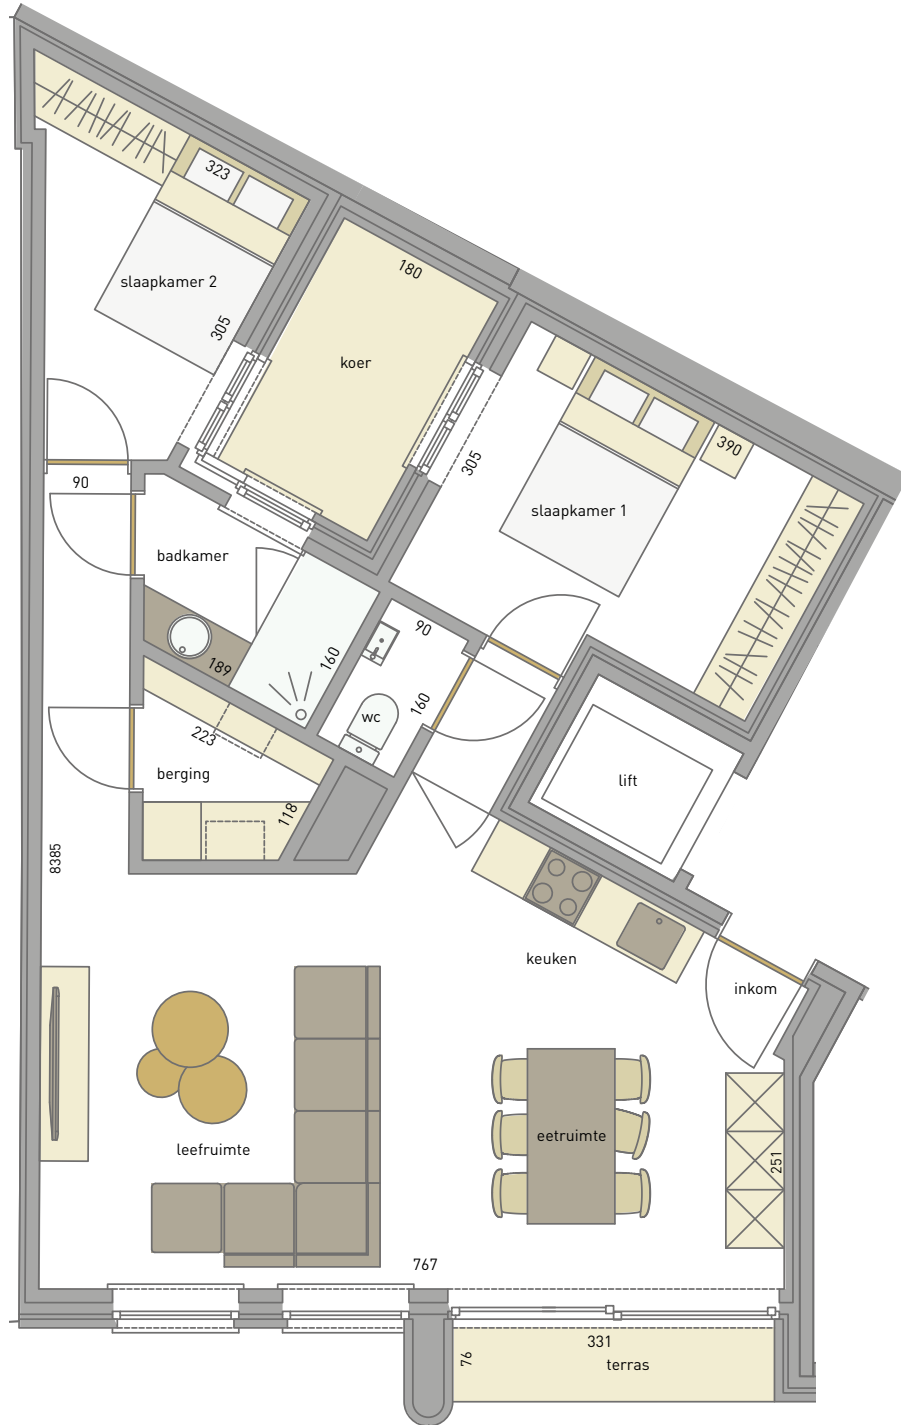 323
slaapkamer 2
305
180
koer
390
305
slaapkamer 1
90
badkamer
90
189
160
160
wc
223
berging
118
lift
8385
keuken
inkom
leefruimte
eetruimte
251
767
331
76
terras